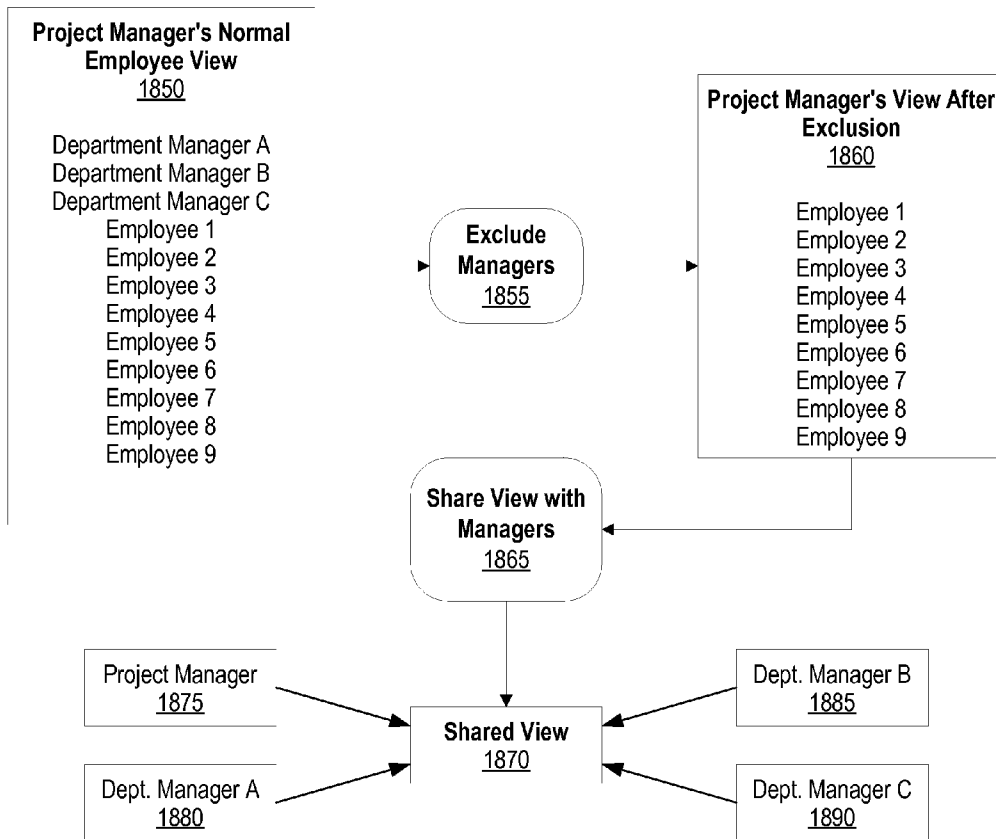 Project Manager's Normal
Employee View
1850
Department Manager A
Department Manager B
Department Manager C
Employee 1
Employee 2
Employee 3
Employee 4
Employee 5
Employee 6
Employee 7
Employee 8
Employee 9
Exclude
Managers
1855
Project Manager's View After
Exclusion
1860
Employee 1
Employee 2
Employee 3
Employee 4
Employee 5
Employee 6
Employee 7
Employee 8
Employee 9
Share View with
Managers
1865
Project Manager
1875
Dept. Manager B
1885
Shared View
1870
Dept. Manager A
1880
Dept. Manager C
1890